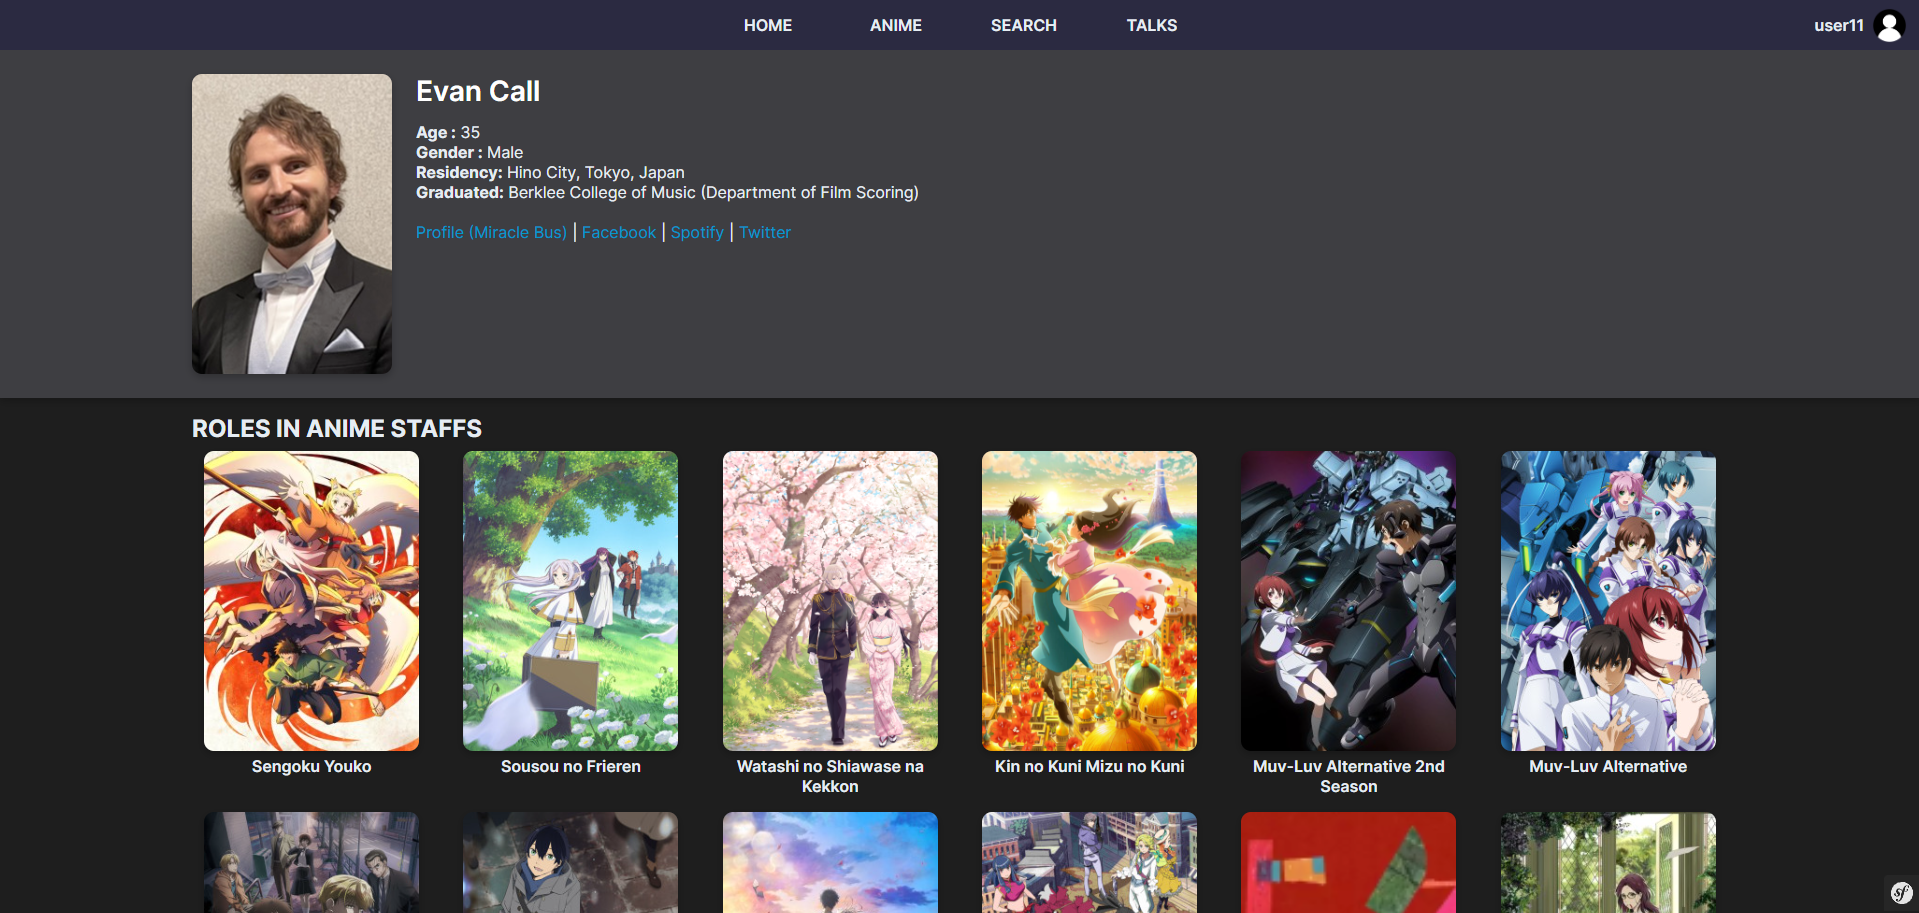 HOME ANIME SEARCH TALKS user11
Evan Call
Age : 35
Gender : Male
Residency: Hino City, Tokyo, Japan
Graduated: Berklee College of Music (Department of Film Scoring)
Profile (Miracle Bus) | Facebook | Spotify | Twitter
ROLES IN ANIME STAFFS
Sengoku Youko
Sousou no Frieren
Watashi no Shiawase na
Kekkon
Kin no Kuni Mizu no Kuni
Muv-Luv Alternative 2nd
Season
Muv-Luv Alternative
sf